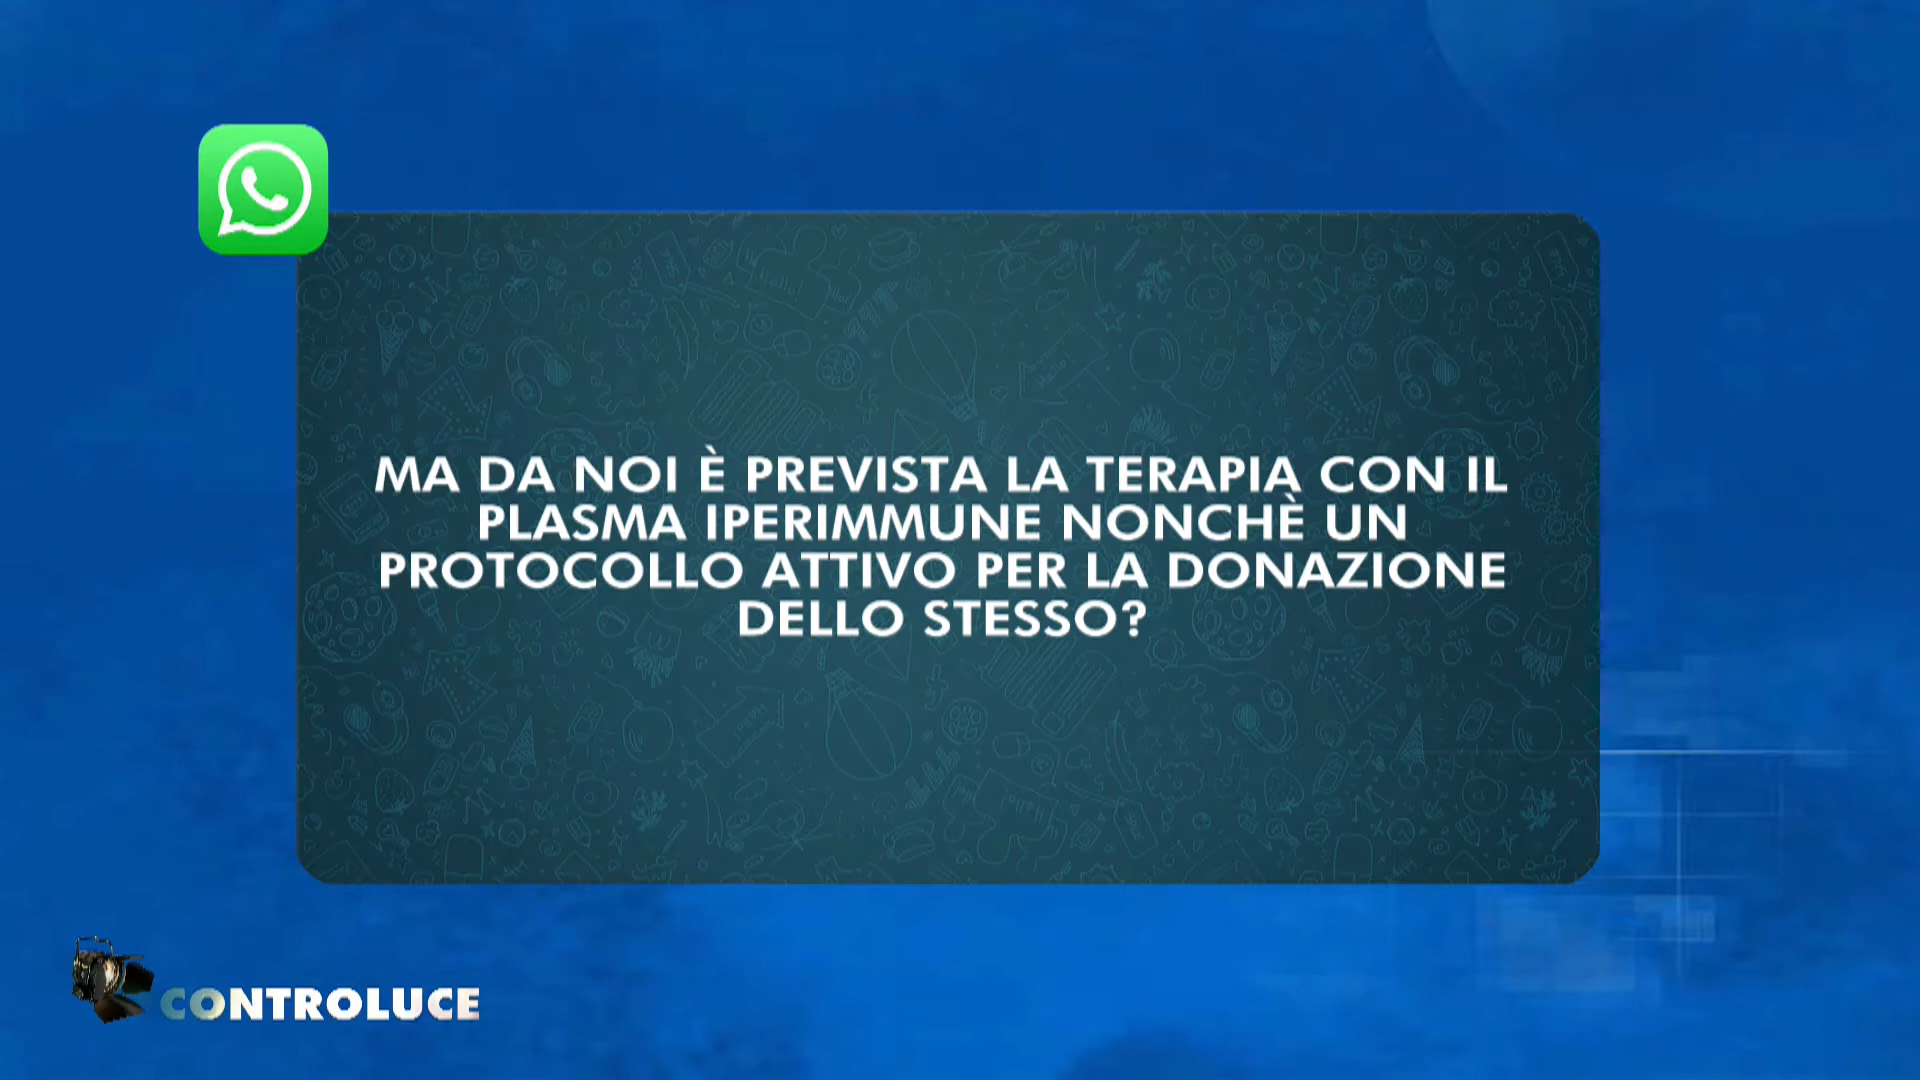 MA DA NOI È PREVISTA LA TERAPIA CON IL
PLASMA IPERIMMUNE NONCHÈ UN
PROTOCOLLO ATTIVO PER LA DONAZIONE
DELLO STESSO?
CONTROLUCE